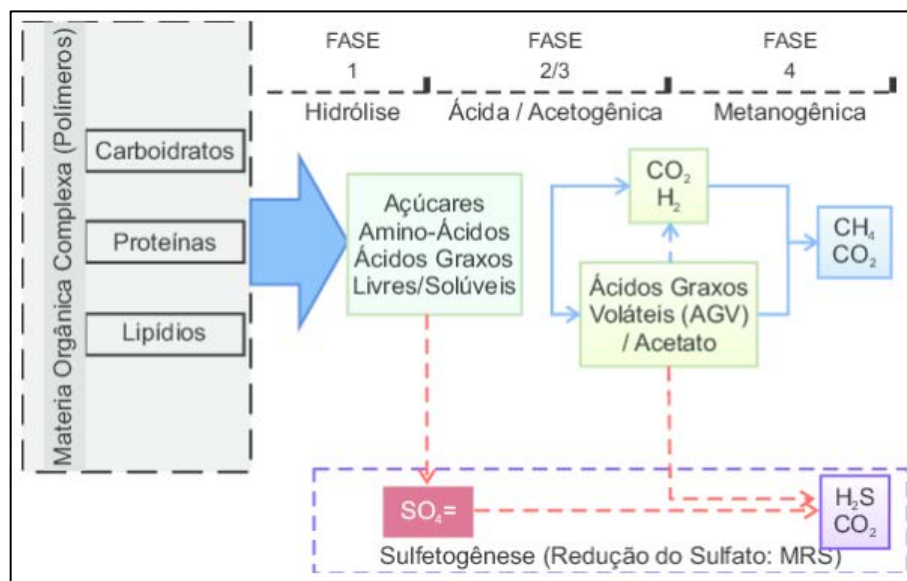 Materia Orgânica Complexa (Polímeros)
Carboidratos
Proteínas
Lipídios
FASE
1
Hidrólise
FASE
2/3
Ácida / Acetogênica
FASE
4
Metanogênica
Açúcares
Amino-Ácidos
Ácidos Graxos
Livres/Solúveis
CO₂
H₂
Ácidos Graxos
Voláteis (AGV)
/ Acetato
CH₄
CO₂
SO₄=
H₂S
CO₂
Sulfetogênese (Redução do Sulfato: MRS)